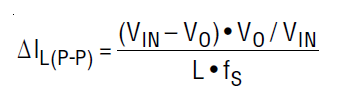 ΔI_L(P-P) = (V_IN – V_O)•V_O / V_IN
L•f_S